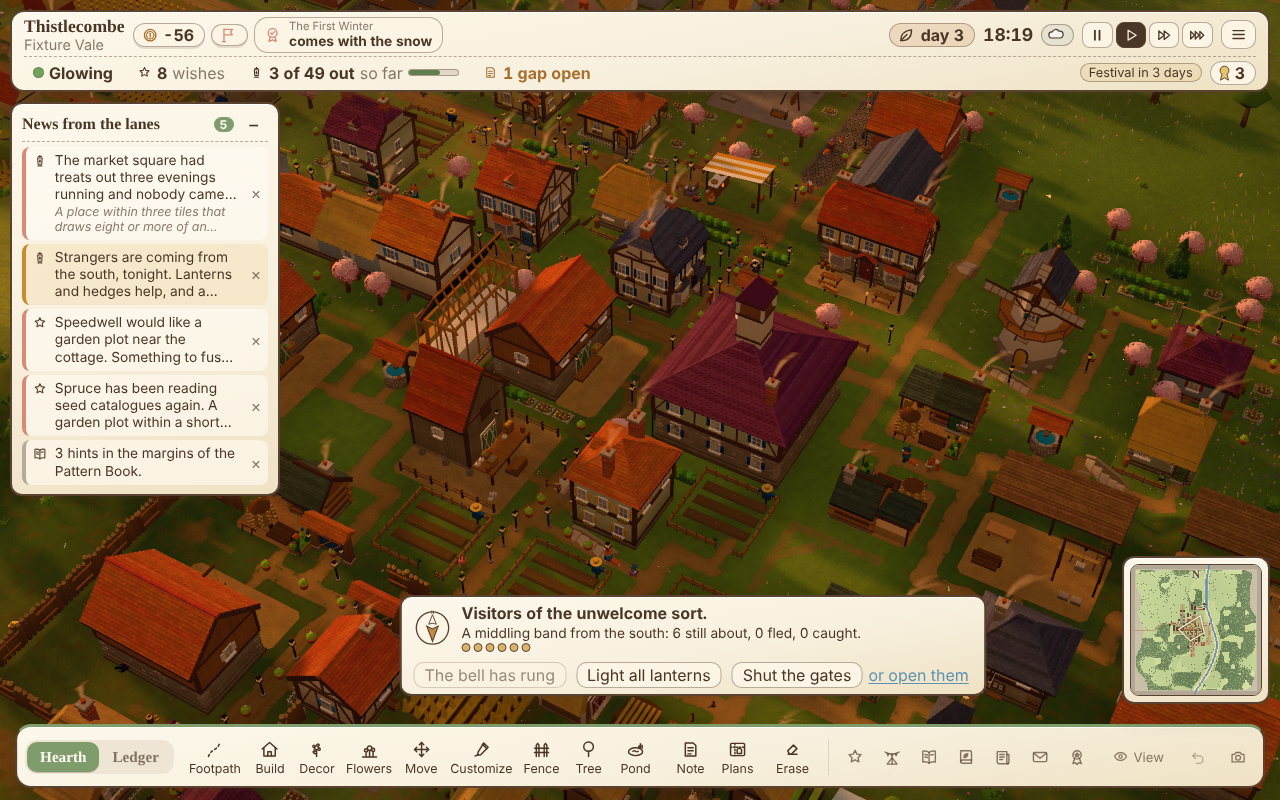 Thistlecombe
Fixture Vale
-56
The First Winter
comes with the snow
day 3
18:19
Glowing
8 wishes
3 of 49 out so far
1 gap open
Festival in 3 days
3
News from the lanes
5
The market square had
treats out three evenings
running and nobody came...
A place within three tiles that
draws eight or more of an...
Strangers are coming from
the south, tonight. Lanterns
and hedges help, and a...
Speedwell would like a
garden plot near the
cottage. Something to fus...
Spruce has been reading
seed catalogues again. A
garden plot within a short...
3 hints in the margins of the
Pattern Book.
N
Visitors of the unwelcome sort.
A middling band from the south: 6 still about, 0 fled, 0 caught.
The bell has rung
Light all lanterns
Shut the gates
or open them
Hearth
Ledger
Footpath
Build
Decor
Flowers
Move
Customize
Fence
Tree
Pond
Note
Plans
Erase
View